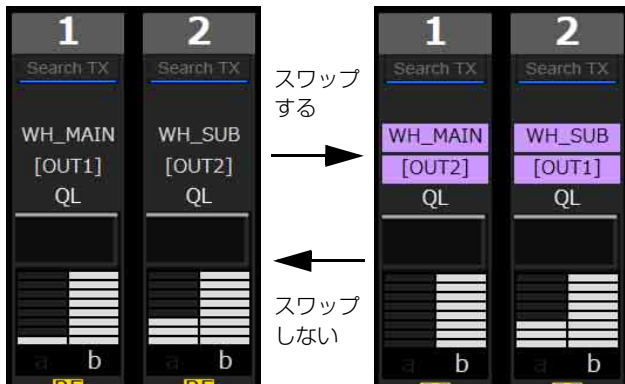 1 2
Search TX Search TX
WH_MAIN WH_SUB
[OUT1] [OUT2]
QL QL
a b a b
スワップ
する
スワップ
しない
1 2
Search TX Search TX
WH_MAIN WH_SUB
[OUT2] [OUT1]
QL QL
a b a b